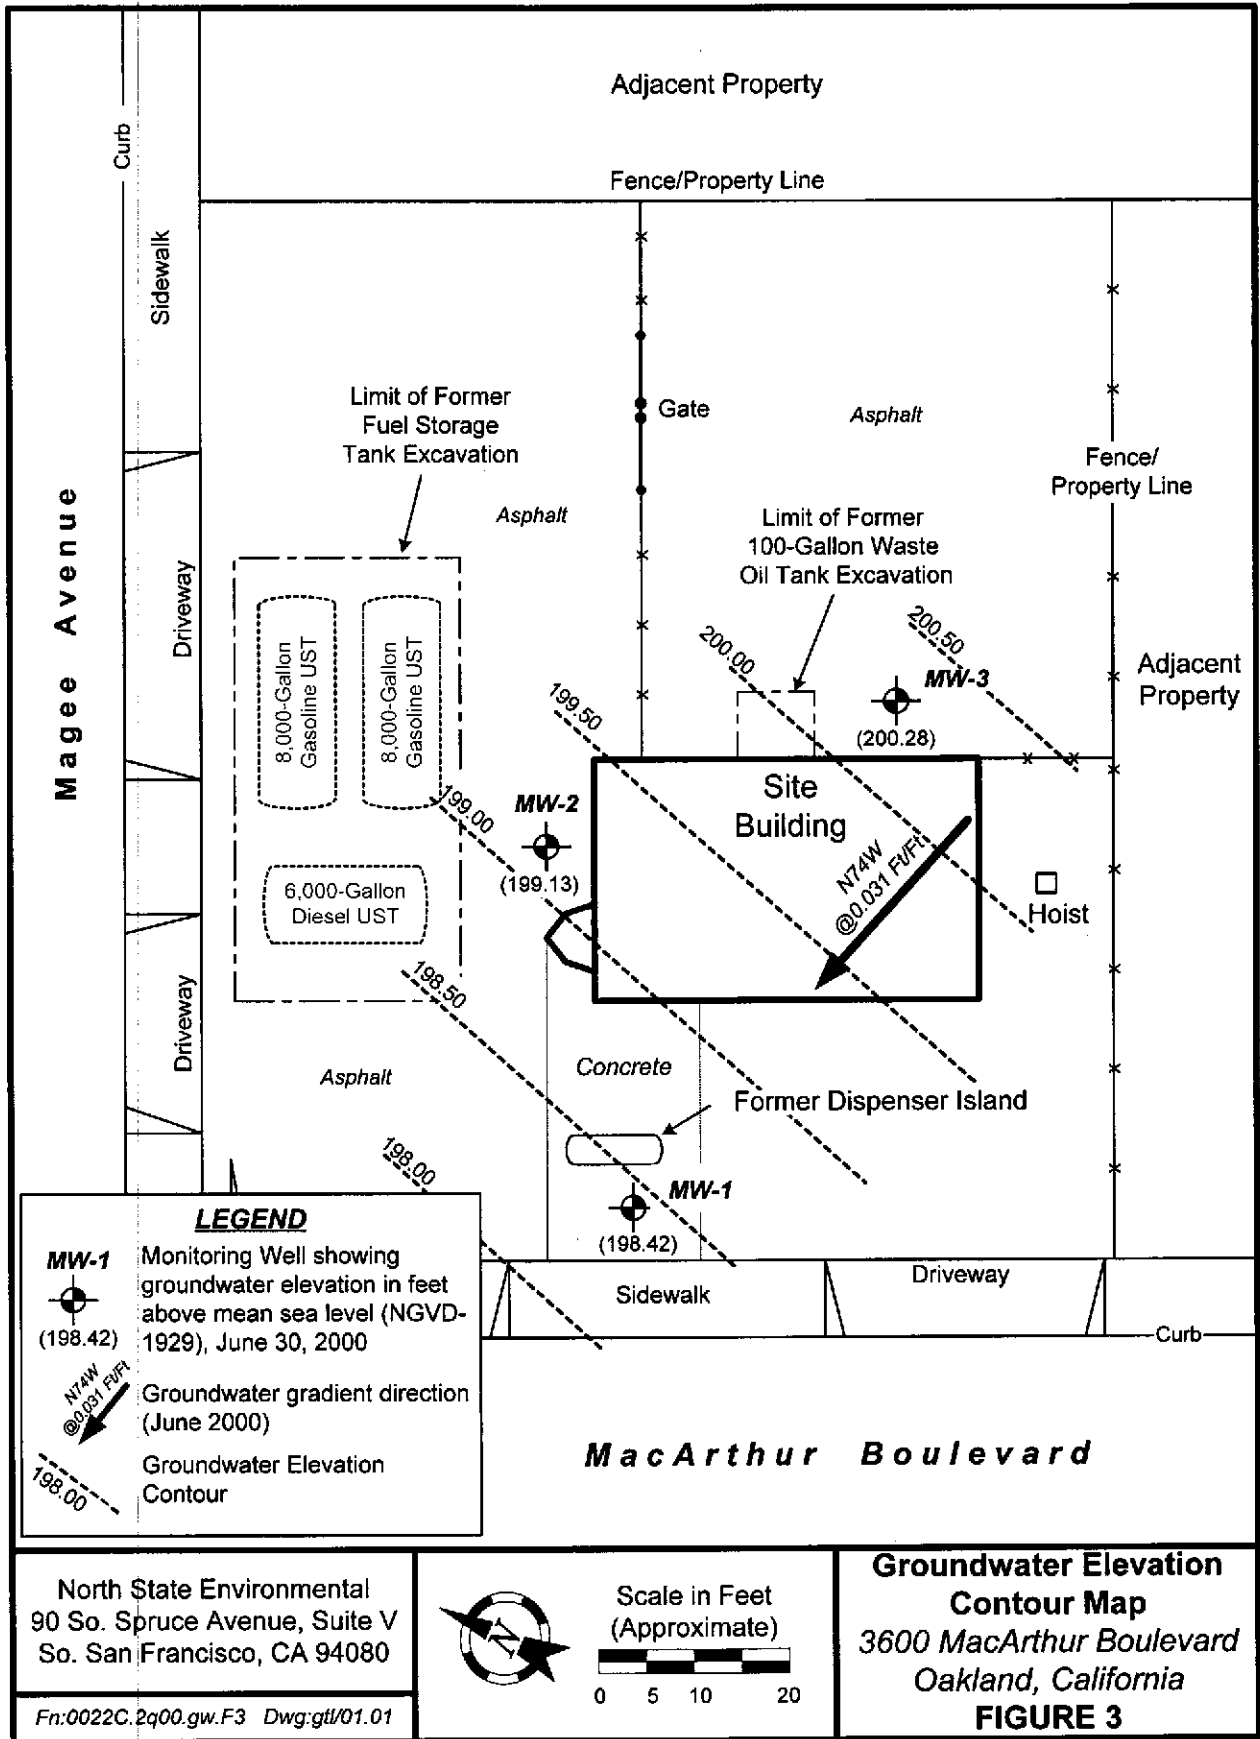 Adjacent Property
Curb
Fence/Property Line
Sidewalk
Limit of Former
Fuel Storage
Tank Excavation
Gate
Asphalt
Fence/
Property Line
Asphalt
Limit of Former
100-Gallon Waste
Oil Tank Excavation
Magee Avenue
Driveway
8,000-Gallon
Gasoline UST
8,000-Gallon
Gasoline UST
200.50
200.00
199.50
MW-3
(200.28)
Adjacent
Property
Site
Building
199.00
MW-2
(199.13)
N74W
@0.031 Ft/Ft
6,000-Gallon
Diesel UST
Hoist
198.50
Driveway
Asphalt
Concrete
Former Dispenser Island
198.00
MW-1
(198.42)
Sidewalk
Driveway
Curb
LEGEND
MW-1
(198.42)
Monitoring Well showing
groundwater elevation in feet
above mean sea level (NGVD-
1929), June 30, 2000
N74W
@0.031 Ft/Ft
Groundwater gradient direction
(June 2000)
198.00
Groundwater Elevation
Contour
MacArthur Boulevard
North State Environmental
90 So. Spruce Avenue, Suite V
So. San Francisco, CA 94080
Fn:0022C.2q00.gw.F3 Dwg:gtl/01.01
N
Scale in Feet
(Approximate)
0 5 10 20
Groundwater Elevation
Contour Map
3600 MacArthur Boulevard
Oakland, California
FIGURE 3